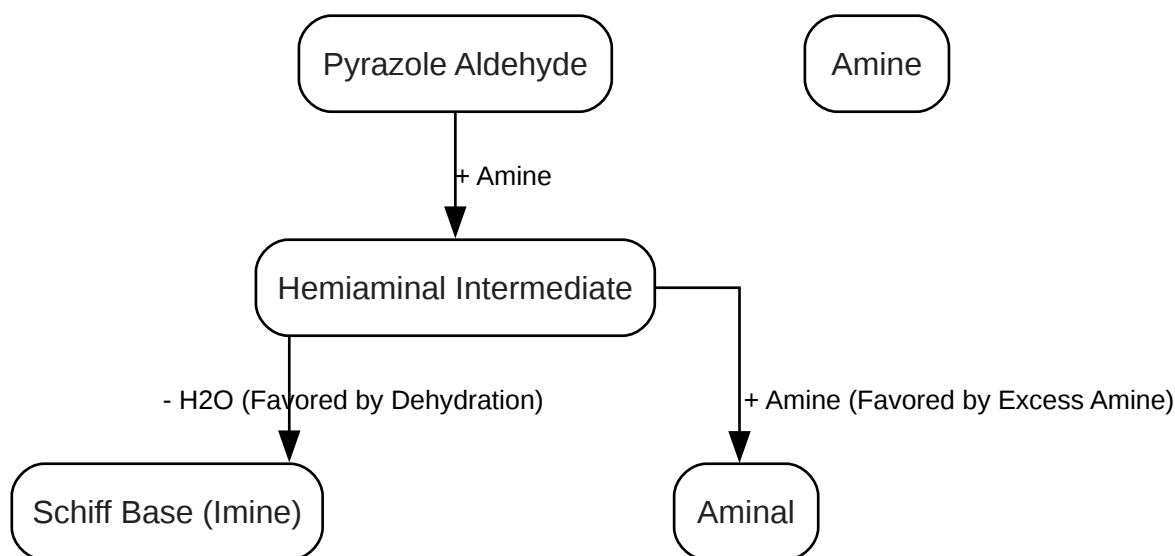 Pyrazole Aldehyde
Amine
+ Amine
Hemiaminal Intermediate
- H2O (Favored by Dehydration)
+ Amine (Favored by Excess Amine)
Schiff Base (Imine)
Aminal